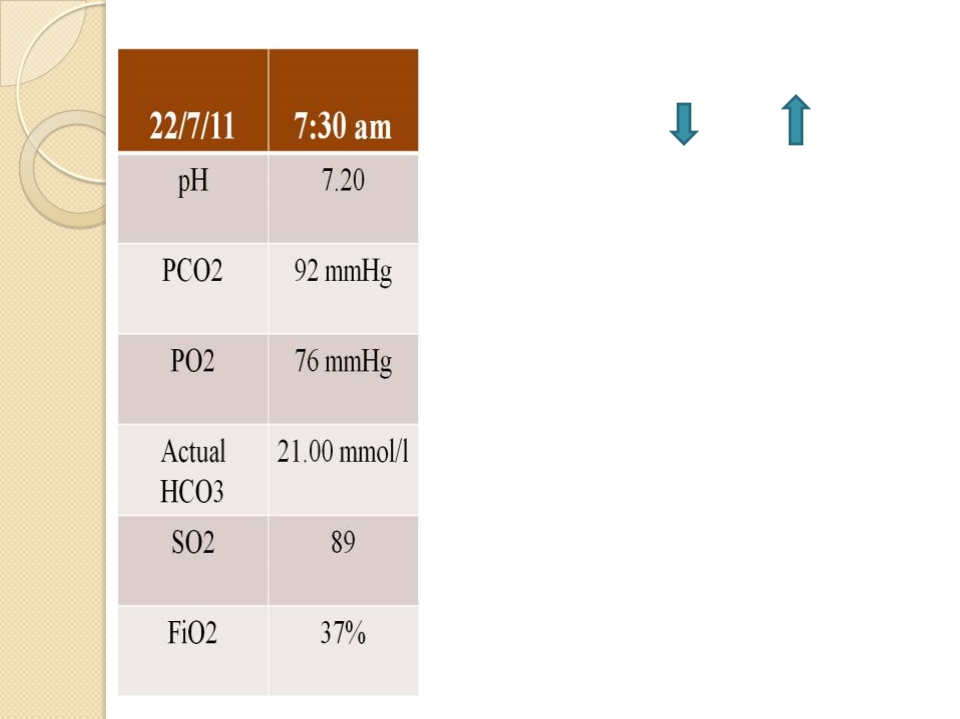 22/7/11 7:30 am
pH 7.20
PCO2 92 mmHg
PO2 76 mmHg
Actual 21.00 mmol/l
HCO3
SO2 89
FiO2 37%